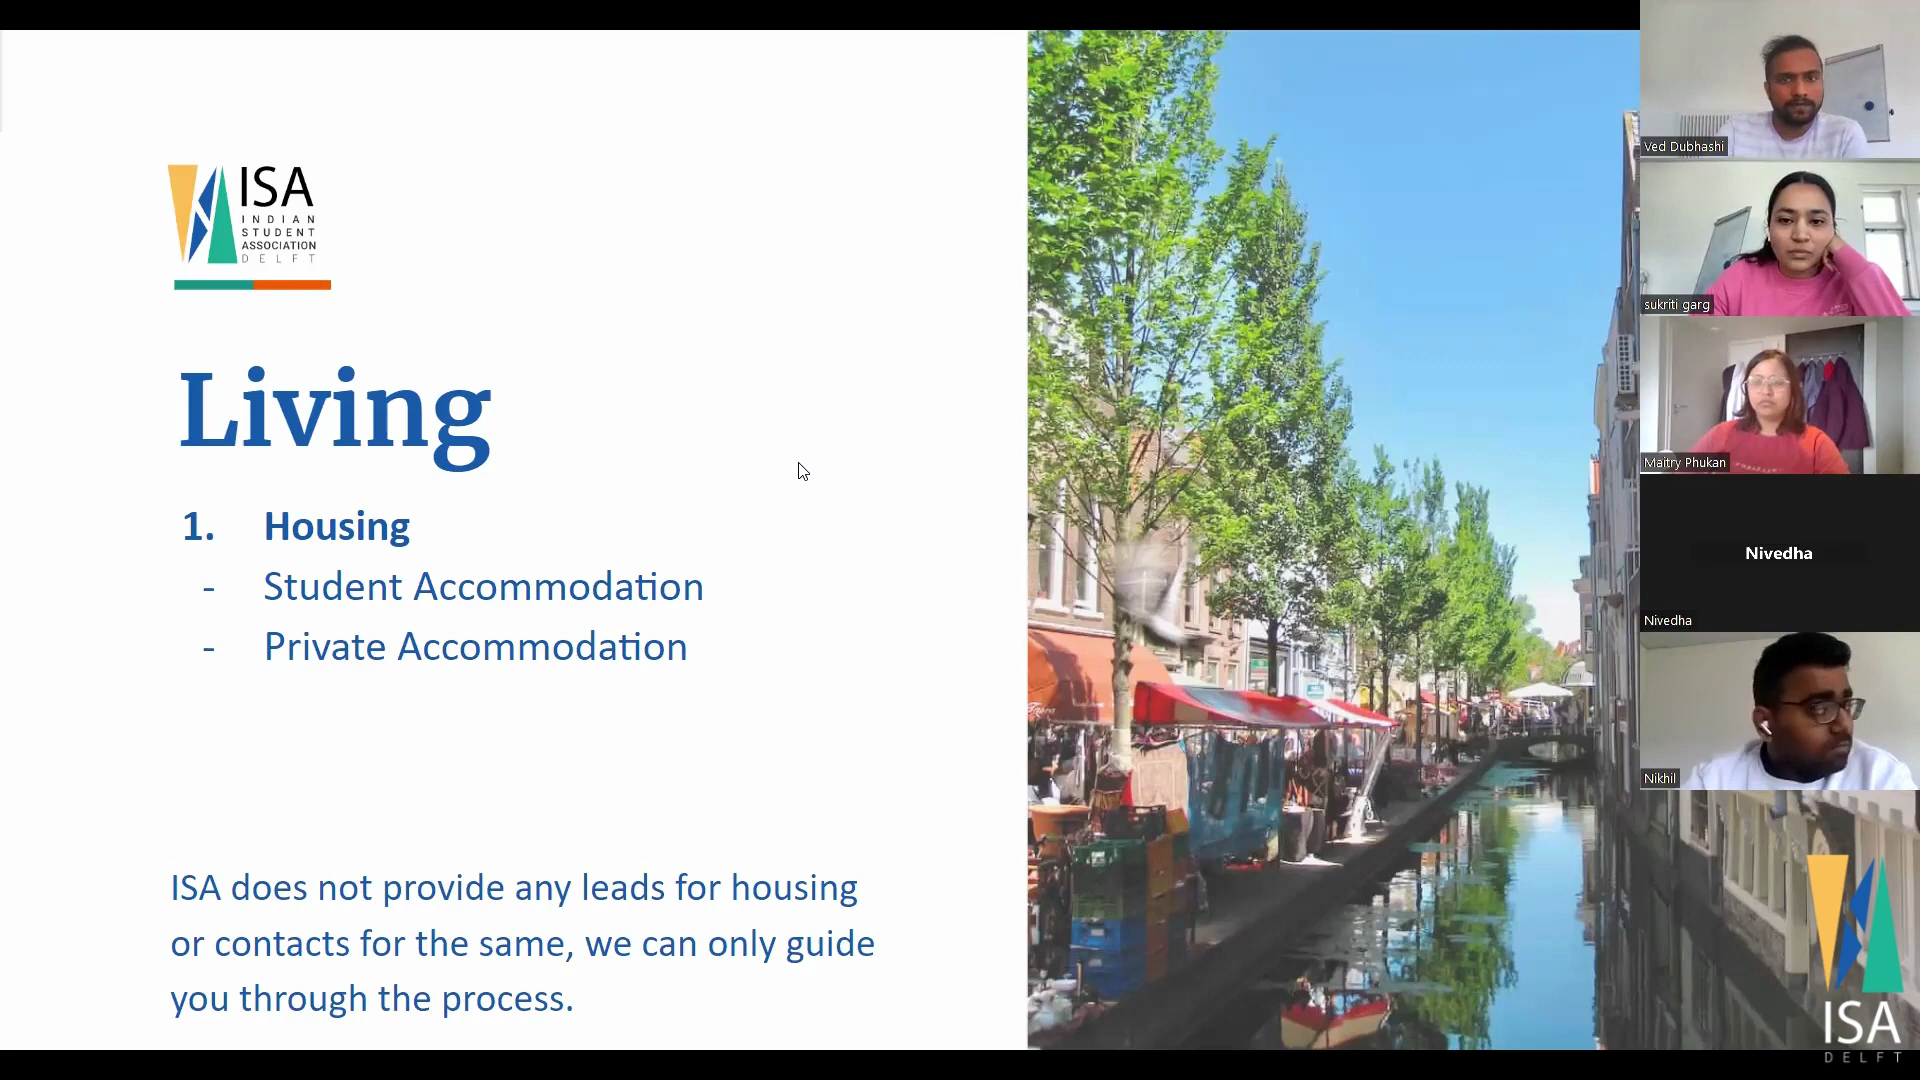 ISA
INDIAN
STUDENT
ASSOCIATION
DELFT
Living
1. Housing
- Student Accommodation
- Private Accommodation
ISA does not provide any leads for housing
or contacts for the same, we can only guide
you through the process.
Ved Dubhashi
sukriti garg
Maitry Phukan
Nivedha
Nivedha
Nikhil
ISA
DELFT